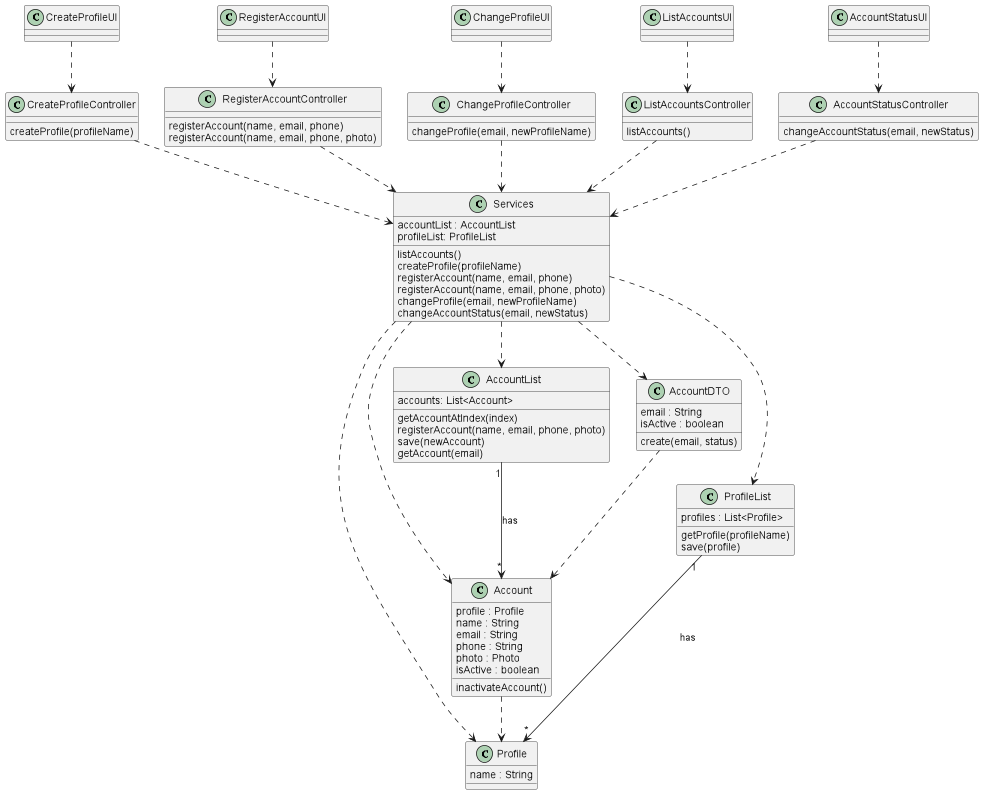 C CreateProfileUI
C RegisterAccountUI
C ChangeProfileUI
C ListAccountsUI
C AccountStatusUI
C CreateProfileController
createProfile(profileName)
C RegisterAccountController
registerAccount(name, email, phone)
registerAccount(name, email, phone, photo)
C ChangeProfileController
changeProfile(email, newProfileName)
C ListAccountsController
listAccounts()
C AccountStatusController
changeAccountStatus(email, newStatus)
C Services
accountList : AccountList
profileList: ProfileList
listAccounts()
createProfile(profileName)
registerAccount(name, email, phone)
registerAccount(name, email, phone, photo)
changeProfile(email, newProfileName)
changeAccountStatus(email, newStatus)
C AccountList
accounts: List<Account>
getAccountAtIndex(index)
registerAccount(name, email, phone, photo)
save(newAccount)
getAccount(email)
C AccountDTO
email : String
isActive : boolean
create(email, status)
C ProfileList
profiles : List<Profile>
getProfile(profileName)
save(profile)
1
has
*
1
has
*
C Account
profile : Profile
name : String
email : String
phone : String
photo : Photo
isActive : boolean
inactivateAccount()
C Profile
name : String